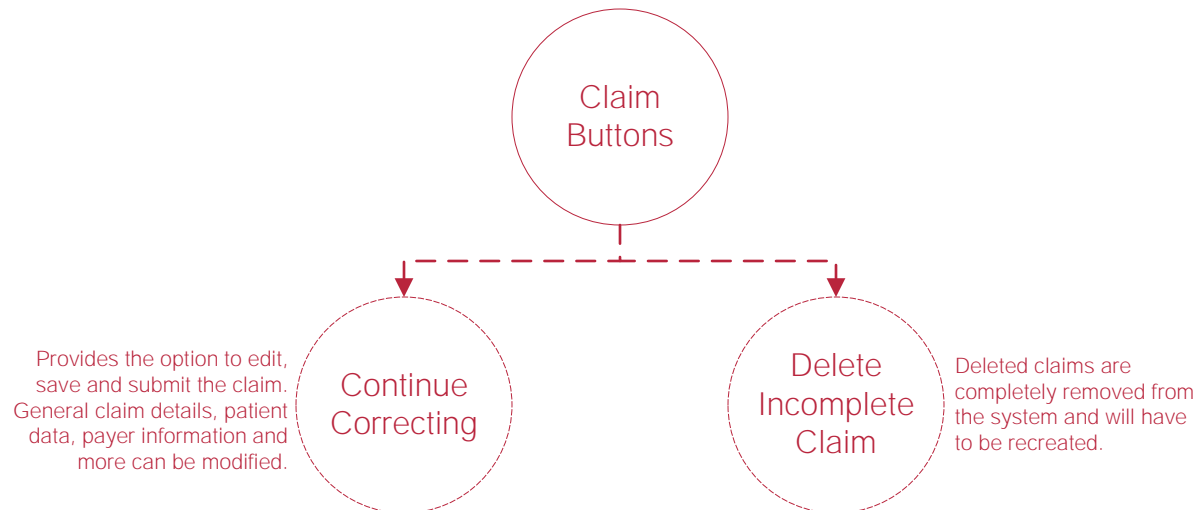 Claim
Buttons
Provides the option to edit,
save and submit the claim.
General claim details, patient
data, payer information and
more can be modified.
Continue
Correcting
Delete
Incomplete
Claim
Deleted claims are
completely removed from
the system and will have
to be recreated.